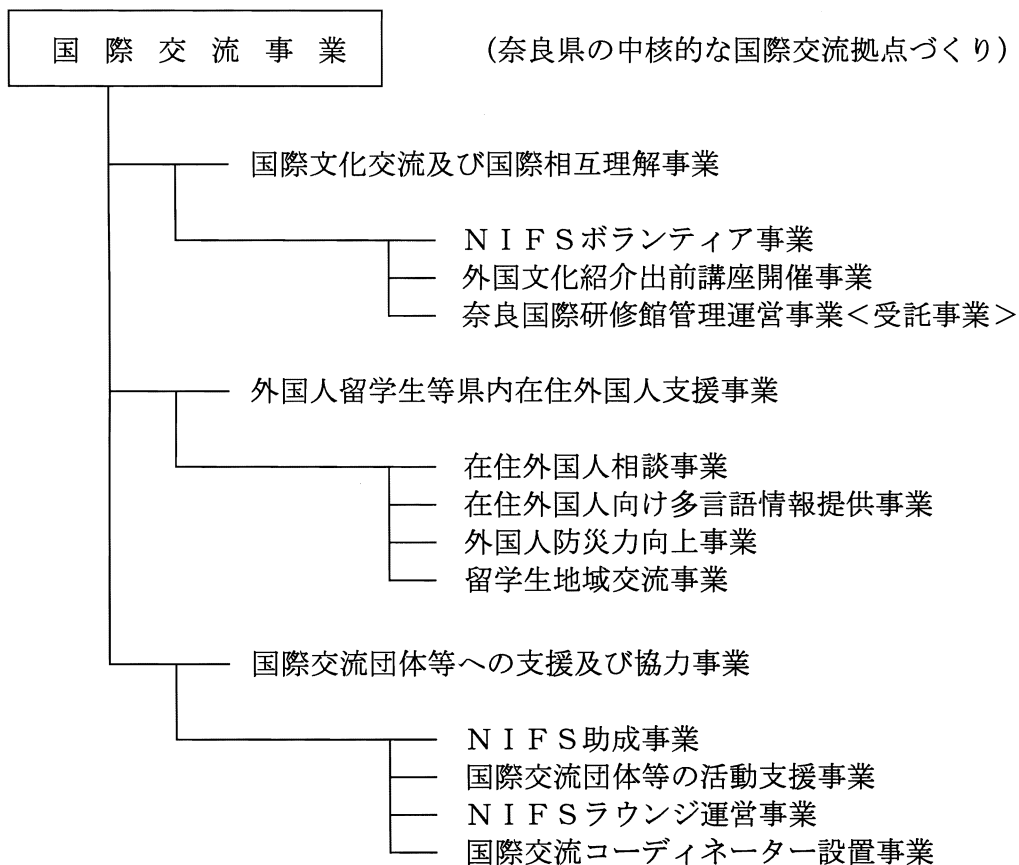 国際交流事業 (奈良県の中核的な国際交流拠点づくり)
国際文化交流及び国際相互理解事業
NIFSボランティア事業
外国文化紹介出前講座開催事業
奈良国際研修館管理運営事業<受託事業>
外国人留学生等県内在住外国人支援事業
在住外国人相談事業
在住外国人向け多言語情報提供事業
外国人防災力向上事業
留学生地域交流事業
国際交流団体等への支援及び協力事業
NIFS助成事業
国際交流団体等の活動支援事業
NIFSラウンジ運営事業
国際交流コーディネーター設置事業